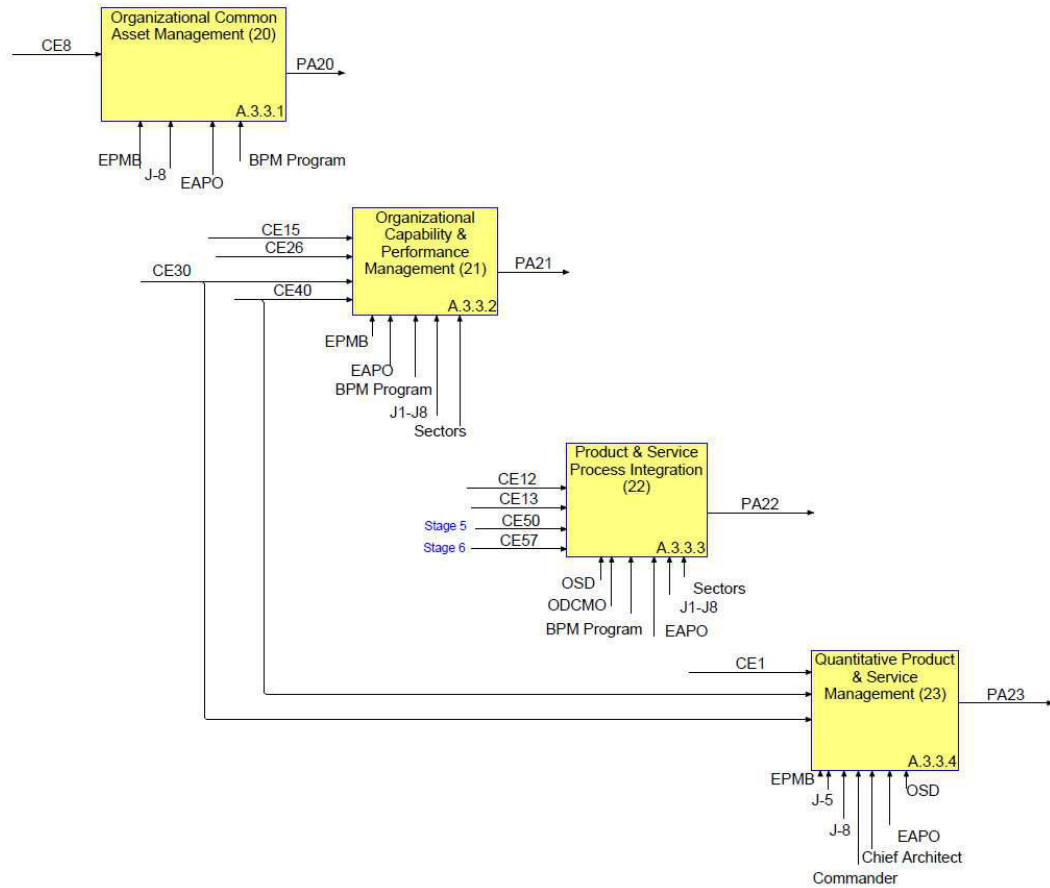 Organizational Common
Asset Management (20)
CE8
PA20
A.3.3.1
EPMB
J-8
EAPO
BPM Program
Organizational
Capability &
Performance
Management (21)
CE15
CE26
CE30
CE40
PA21
A.3.3.2
EPMB
EAPO
BPM Program
J1-J8
Sectors
Product & Service
Process Integration
(22)
CE12
CE13
Stage 5
CE50
Stage 6
CE57
PA22
A.3.3.3
OSD
ODCMO
BPM Program
EAPO
J1-J8
Sectors
Quantitative Product
& Service
Management (23)
CE1
PA23
A.3.3.4
EPMB
J-5
J-8
Commander
Chief Architect
EAPO
OSD